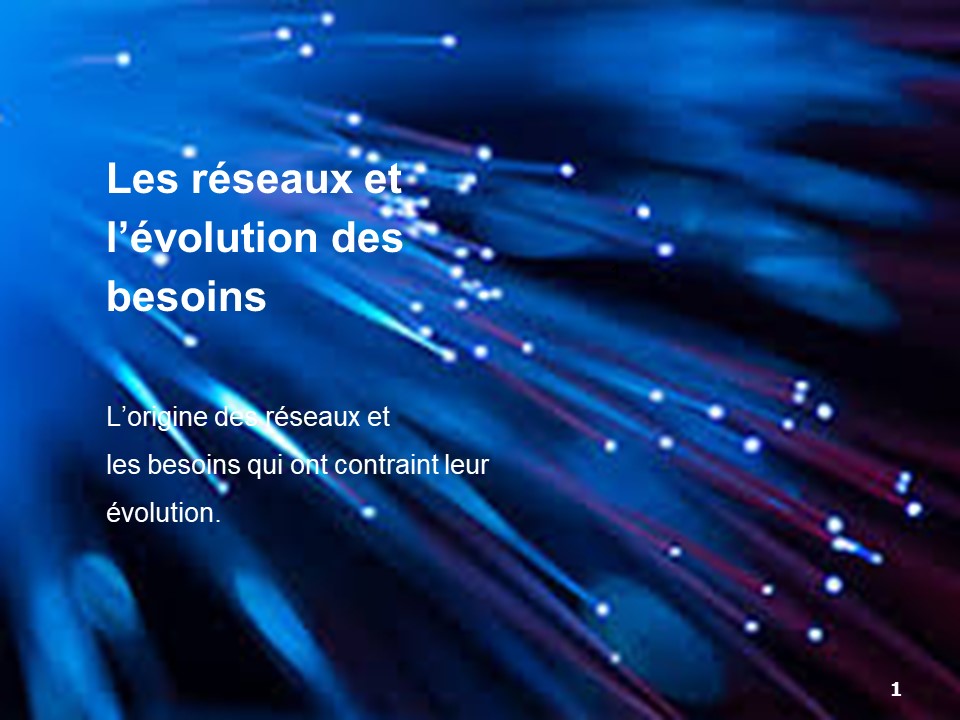 Les réseaux et
l’évolution des
besoins
L’origine des réseaux et
les besoins qui ont contraint leur
évolution.
1